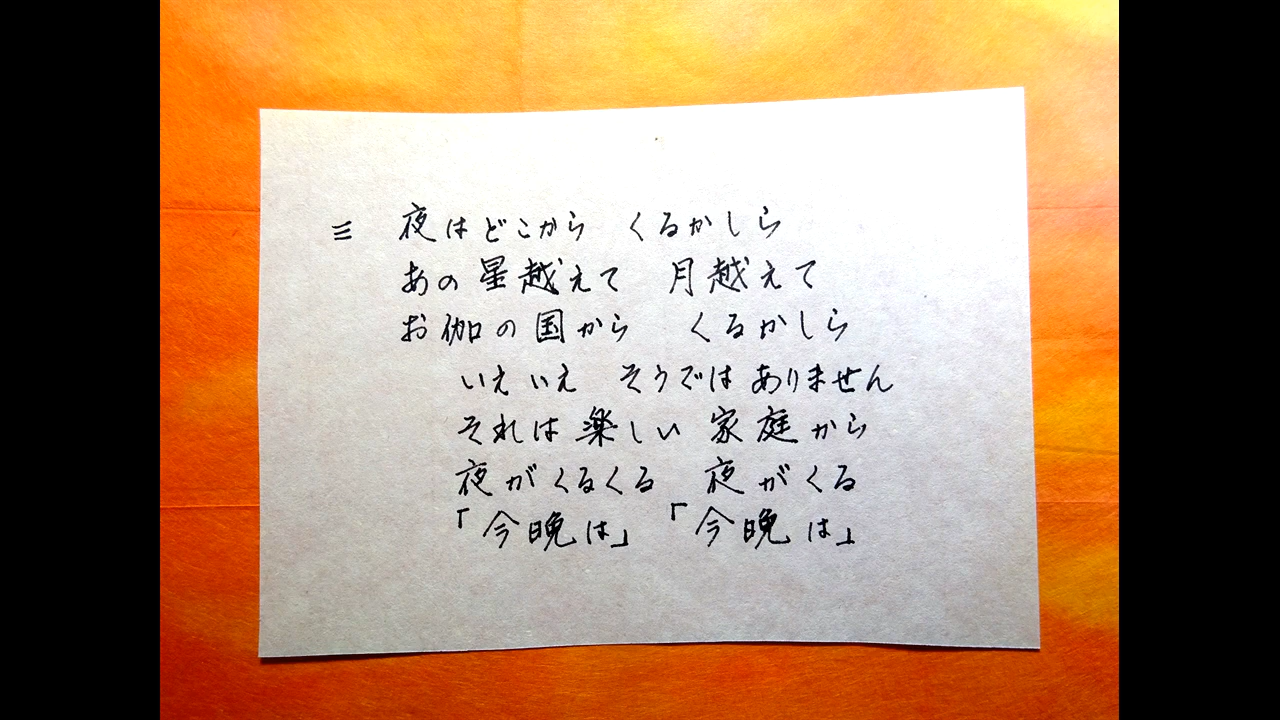 三 夜はどこから くるかしら
あの星越えて 月越えて
お伽の国から くるかしら
いえいえ そうではありません
それは楽しい家庭から
夜がくるくる 夜がくる
「今晩は」「今晩は」